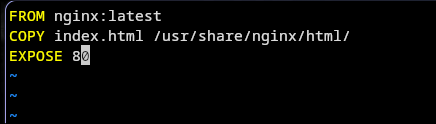 FROM nginx:latest
COPY index.html /usr/share/nginx/html/
EXPOSE 80
~
~
~